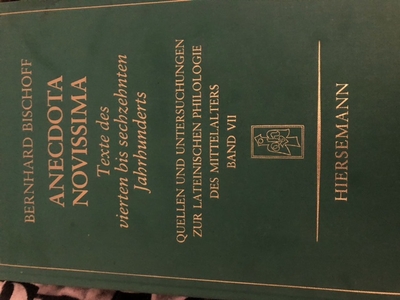 BERNHARD BISCHOFF
ANECDOTA
NOVISSIMA
Texte des
vierten bis sechzehnten
Jahrhunderts
QUELLEN UND UNTERSUCHUNGEN
ZUR LATEINISCHEN PHILOLOGIE
DES MITTELALTERS
BAND VII
HIERSEMANN